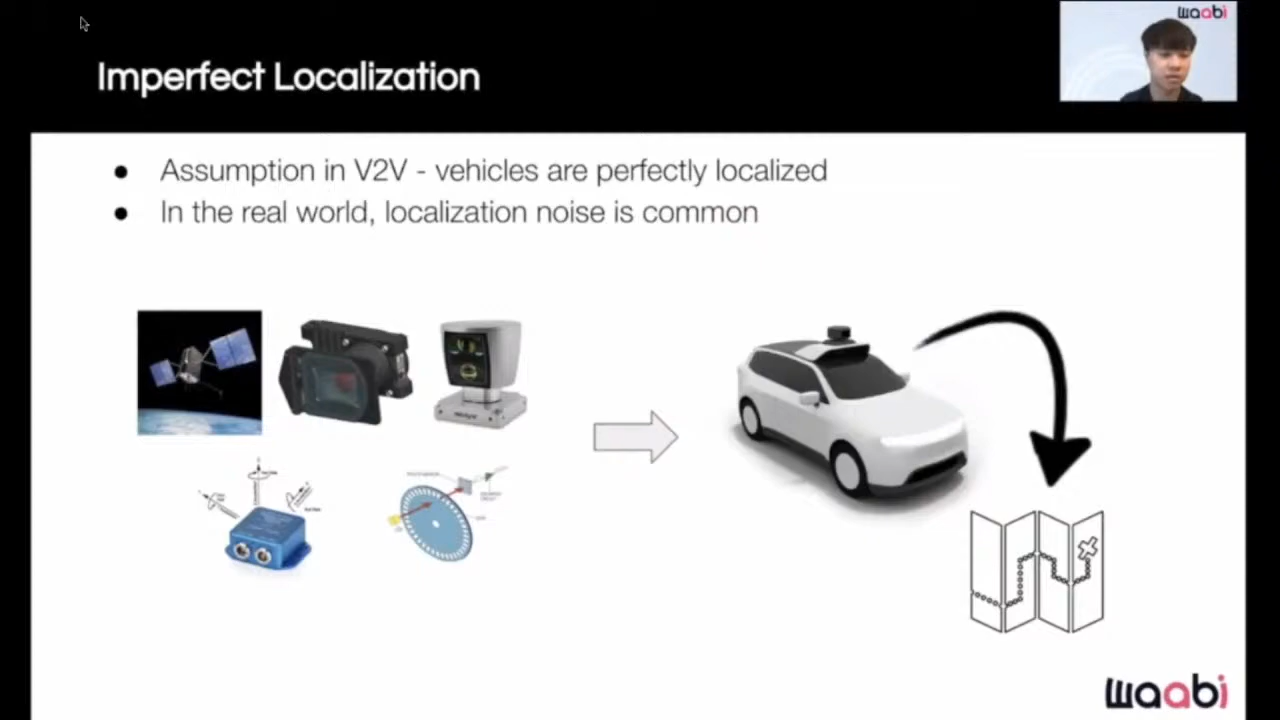 waabi
Imperfect Localization
● Assumption in V2V - vehicles are perfectly localized
● In the real world, localization noise is common
waabi